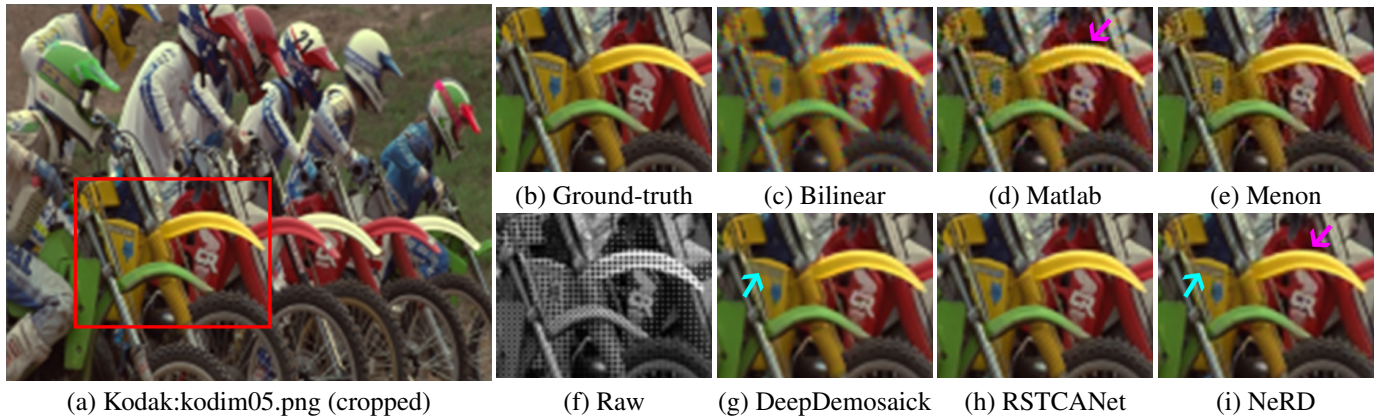 (b) Ground-truth
(c) Bilinear
(d) Matlab
(e) Menon
(a) Kodak:kodim05.png (cropped)
(f) Raw
(g) DeepDemosaick
(h) RSTCANet
(i) NeRD